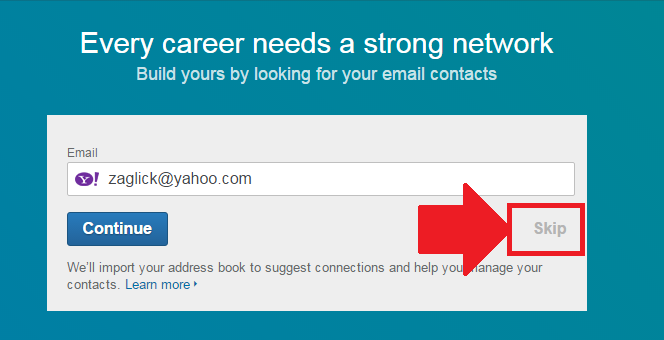 Every career needs a strong network
Build yours by looking for your email contacts
Email
Y! zaglick@yahoo.com
Continue
Skip
We'll import your address book to suggest connections and help you manage your
contacts. Learn more